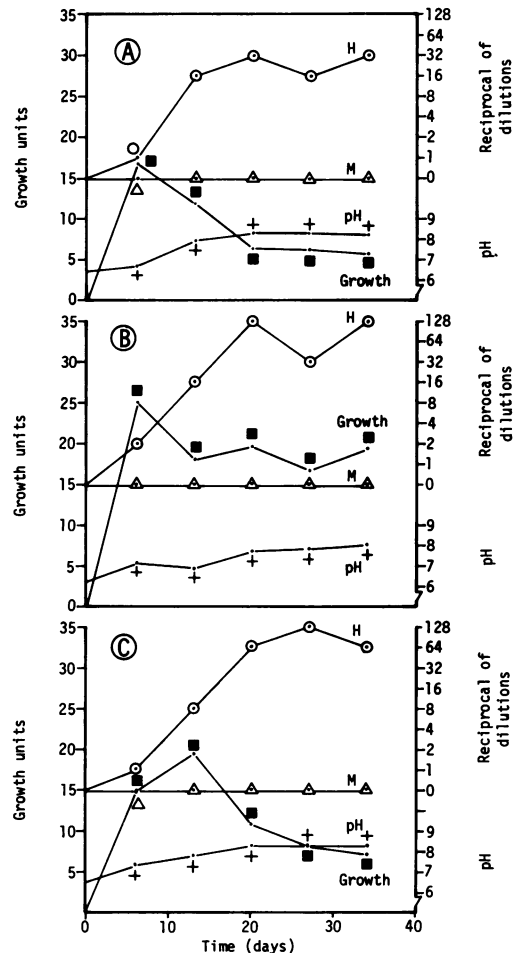 A
Growth units
35
30
25
20
15
10
5
0
H
M
pH
Growth
128
64
32
16
8
4
2
1
0
9
8
7
6
Reciprocal of
dilutions
pH
B
Growth units
35
30
25
20
15
10
5
0
H
Growth
M
pH
128
64
32
16
8
4
2
1
0
9
8
7
6
Reciprocal of
dilutions
pH
C
Growth units
35
30
25
20
15
10
5
H
M
pH
Growth
128
64
32
16
8
4
2
1
0
9
8
7
6
Reciprocal of
dilutions
pH
0 10 20 30 40
Time (days)